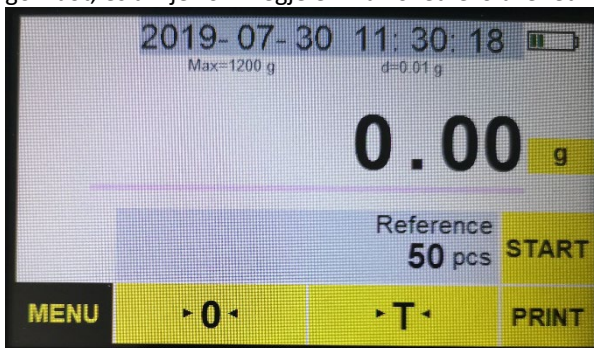 2019-07-30 11:30:18
Max=1200 g d=0.01 g
0.00 g
Reference
50 pcs
START
MENU
▸0◂
▸T◂
PRINT